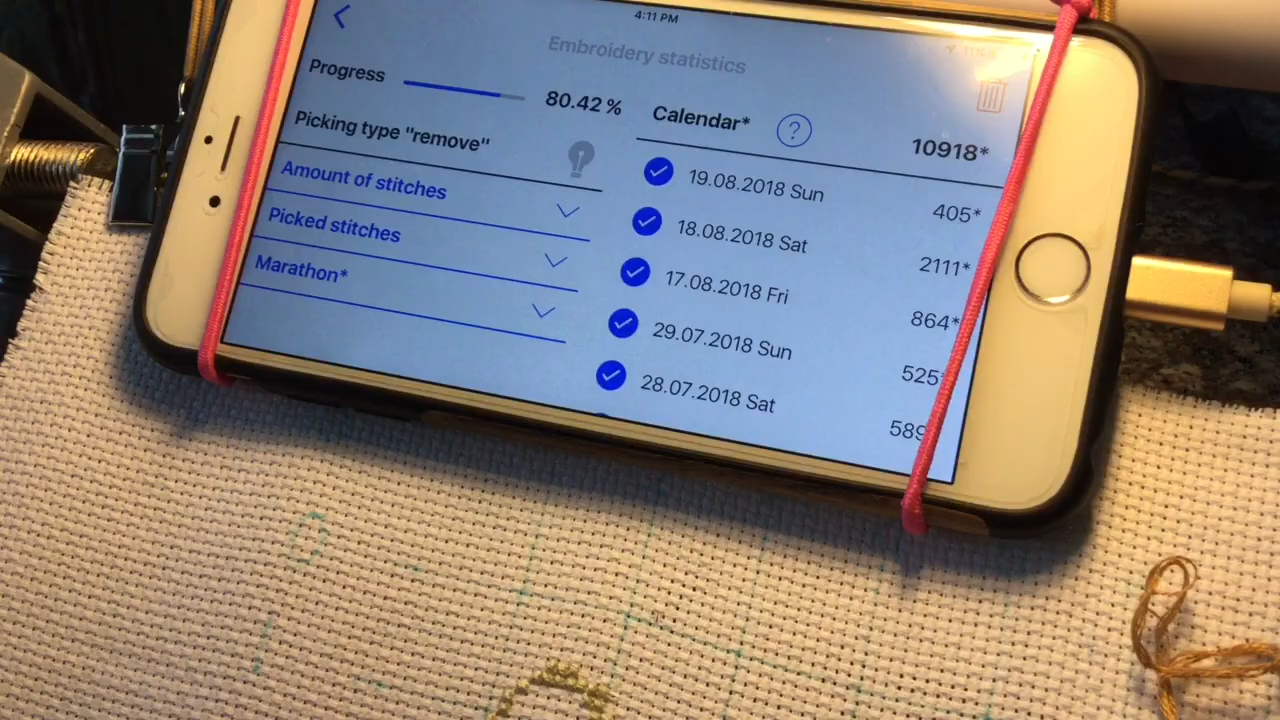 4:11 PM
Embroidery statistics
Progress
80.42 %
Picking type "remove"
Amount of stitches
Picked stitches
Marathon*
Calendar* ? 10918*
19.08.2018 Sun 405*
18.08.2018 Sat 2111*
17.08.2018 Fri 864*
29.07.2018 Sun 525*
28.07.2018 Sat 589